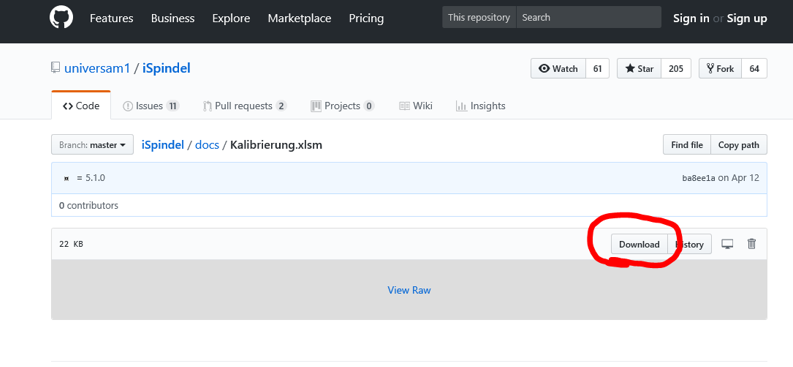 Features Business Explore Marketplace Pricing This repository Search Sign in or Sign up
universam1 / iSpindel Watch 61 Star 205 Fork 64
Code Issues 11 Pull requests 2 Projects 0 Wiki Insights
Branch: master iSpindel / docs / Kalibrierung.xlsm Find file Copy path
= 5.1.0 ba8ee1a on Apr 12
0 contributors
22 KB Download History
View Raw